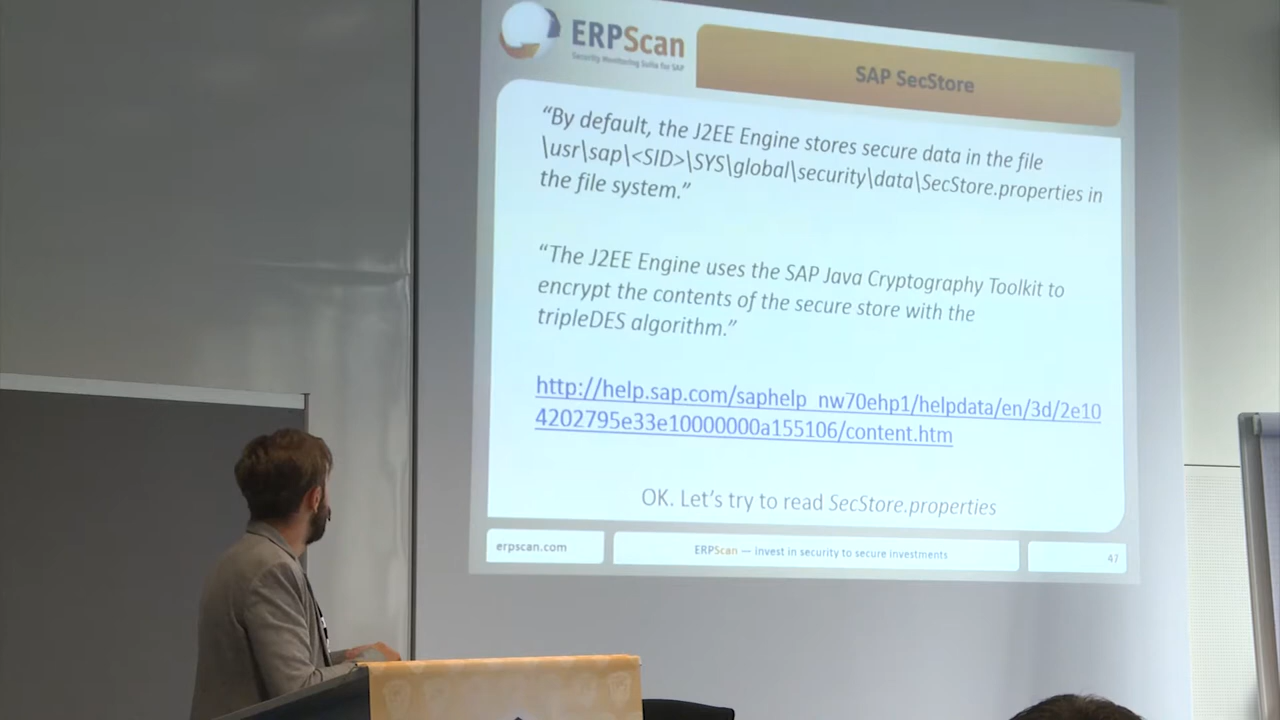 ERPScan
Security Monitoring Suite for SAP
SAP SecStore
“By default, the J2EE Engine stores secure data in the file
\usr\sap\<SID>\SYS\global\security\data\SecStore.properties in
the file system.”
“The J2EE Engine uses the SAP Java Cryptography Toolkit to
encrypt the contents of the secure store with the
tripleDES algorithm.”
http://help.sap.com/saphelp_nw70ehp1/helpdata/en/3d/2e10
4202795e33e10000000a155106/content.htm
OK. Let’s try to read SecStore.properties
erpscan.com
ERPScan — invest in security to secure investments
47